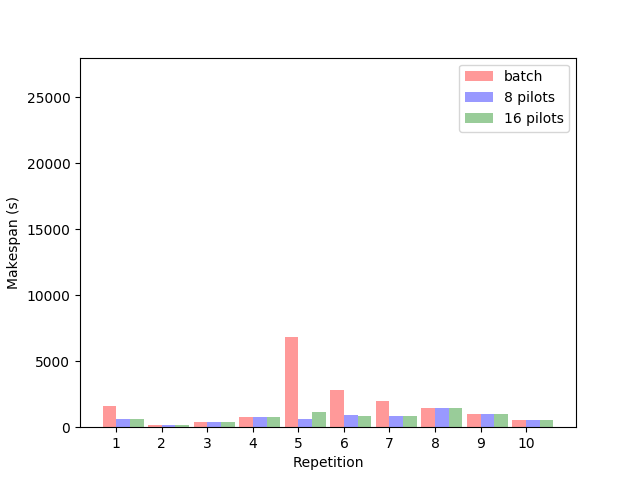 batch
8 pilots
16 pilots
25000
20000
15000
10000
5000
0
Makespan (s)
1 2 3 4 5 6 7 8 9 10
Repetition